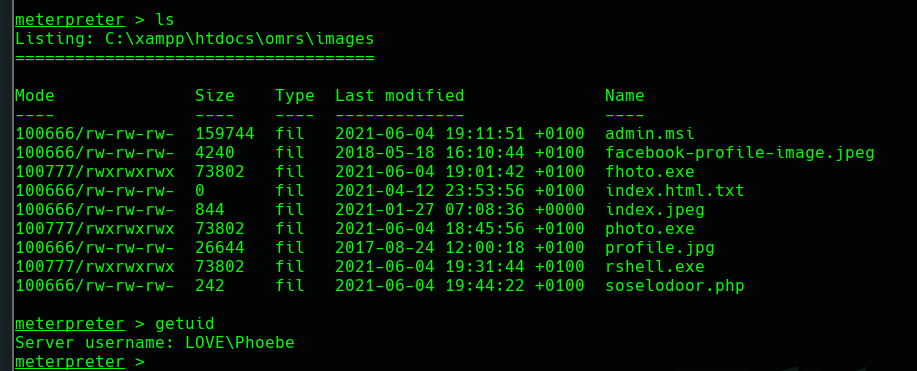 meterpreter > ls
Listing: C:\xampp\htdocs\omrs\images
====================================
Mode Size Type Last modified Name
---- ---- ---- ------------- ----
100666/rw-rw-rw- 159744 fil 2021-06-04 19:11:51 +0100 admin.msi
100666/rw-rw-rw- 4240 fil 2018-05-18 16:10:44 +0100 facebook-profile-image.jpeg
100777/rwxrwxrwx 73802 fil 2021-06-04 19:01:42 +0100 fhoto.exe
100666/rw-rw-rw- 0 fil 2021-04-12 23:53:56 +0100 index.html.txt
100666/rw-rw-rw- 844 fil 2021-01-27 07:08:36 +0000 index.jpeg
100777/rwxrwxrwx 73802 fil 2021-06-04 18:45:56 +0100 photo.exe
100666/rw-rw-rw- 26644 fil 2017-08-24 12:00:18 +0100 profile.jpg
100777/rwxrwxrwx 73802 fil 2021-06-04 19:31:44 +0100 rshell.exe
100666/rw-rw-rw- 242 fil 2021-06-04 19:44:22 +0100 soselodoor.php
meterpreter > getuid
Server username: LOVE\Phoebe
meterpreter >